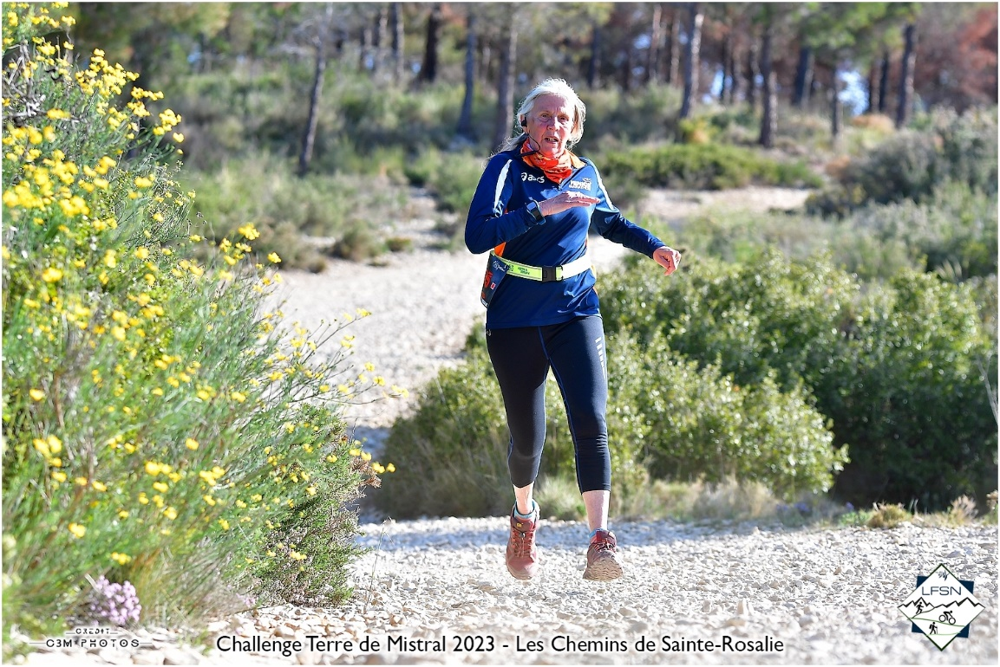 asics
LFSN
CREDIT
C3M PHOTOS
Challenge Terre de Mistral 2023 - Les Chemins de Sainte-Rosalie